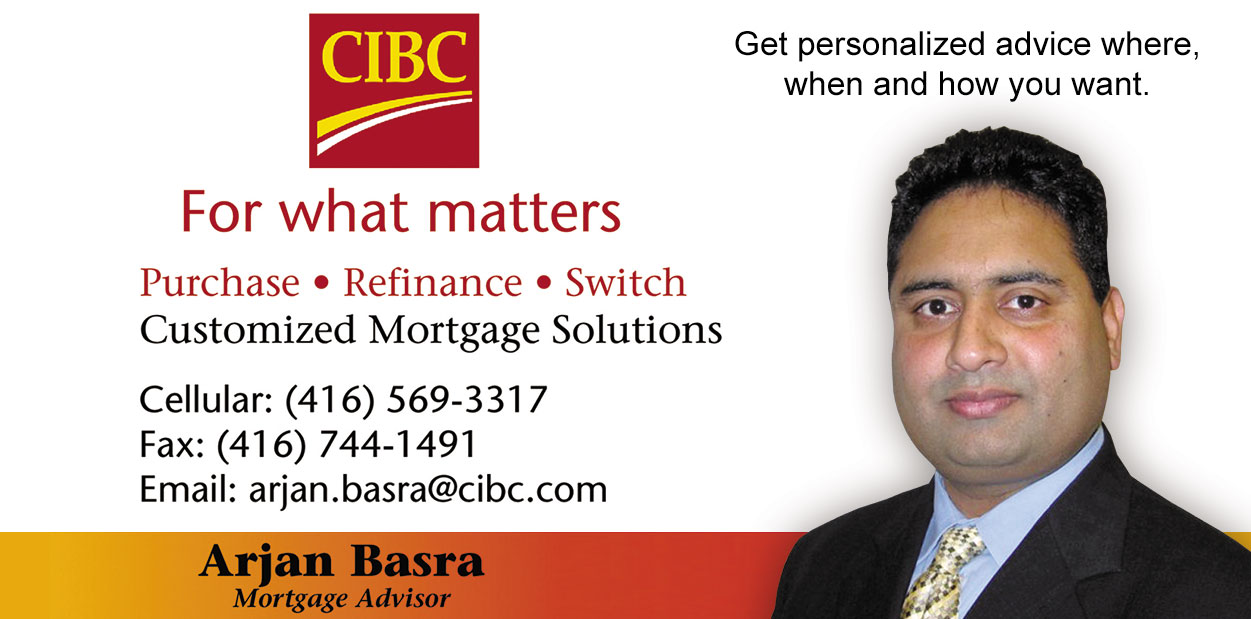 CIBC
For what matters
Purchase • Refinance • Switch
Customized Mortgage Solutions
Cellular: (416) 569-3317
Fax: (416) 744-1491
Email: arjan.basra@cibc.com
Arjan Basra
Mortgage Advisor
Get personalized advice where,
when and how you want.